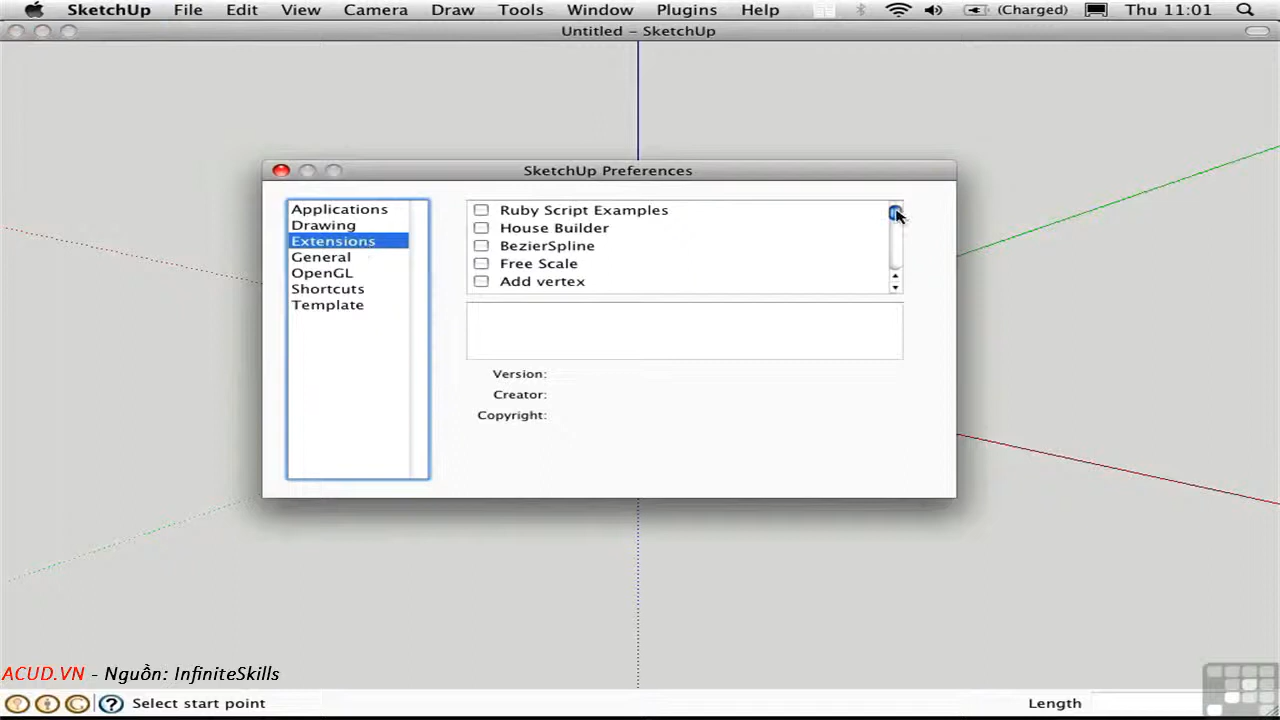 SketchUp File Edit View Camera Draw Tools Window Plugins Help (Charged) Thu 11:01
Untitled – SketchUp
SketchUp Preferences
Applications
Drawing
Extensions
General
OpenGL
Shortcuts
Template
Ruby Script Examples
House Builder
BezierSpline
Free Scale
Add vertex
Version:
Creator:
Copyright:
ACUD.VN - Nguồn: InfiniteSkills
Select start point
Length